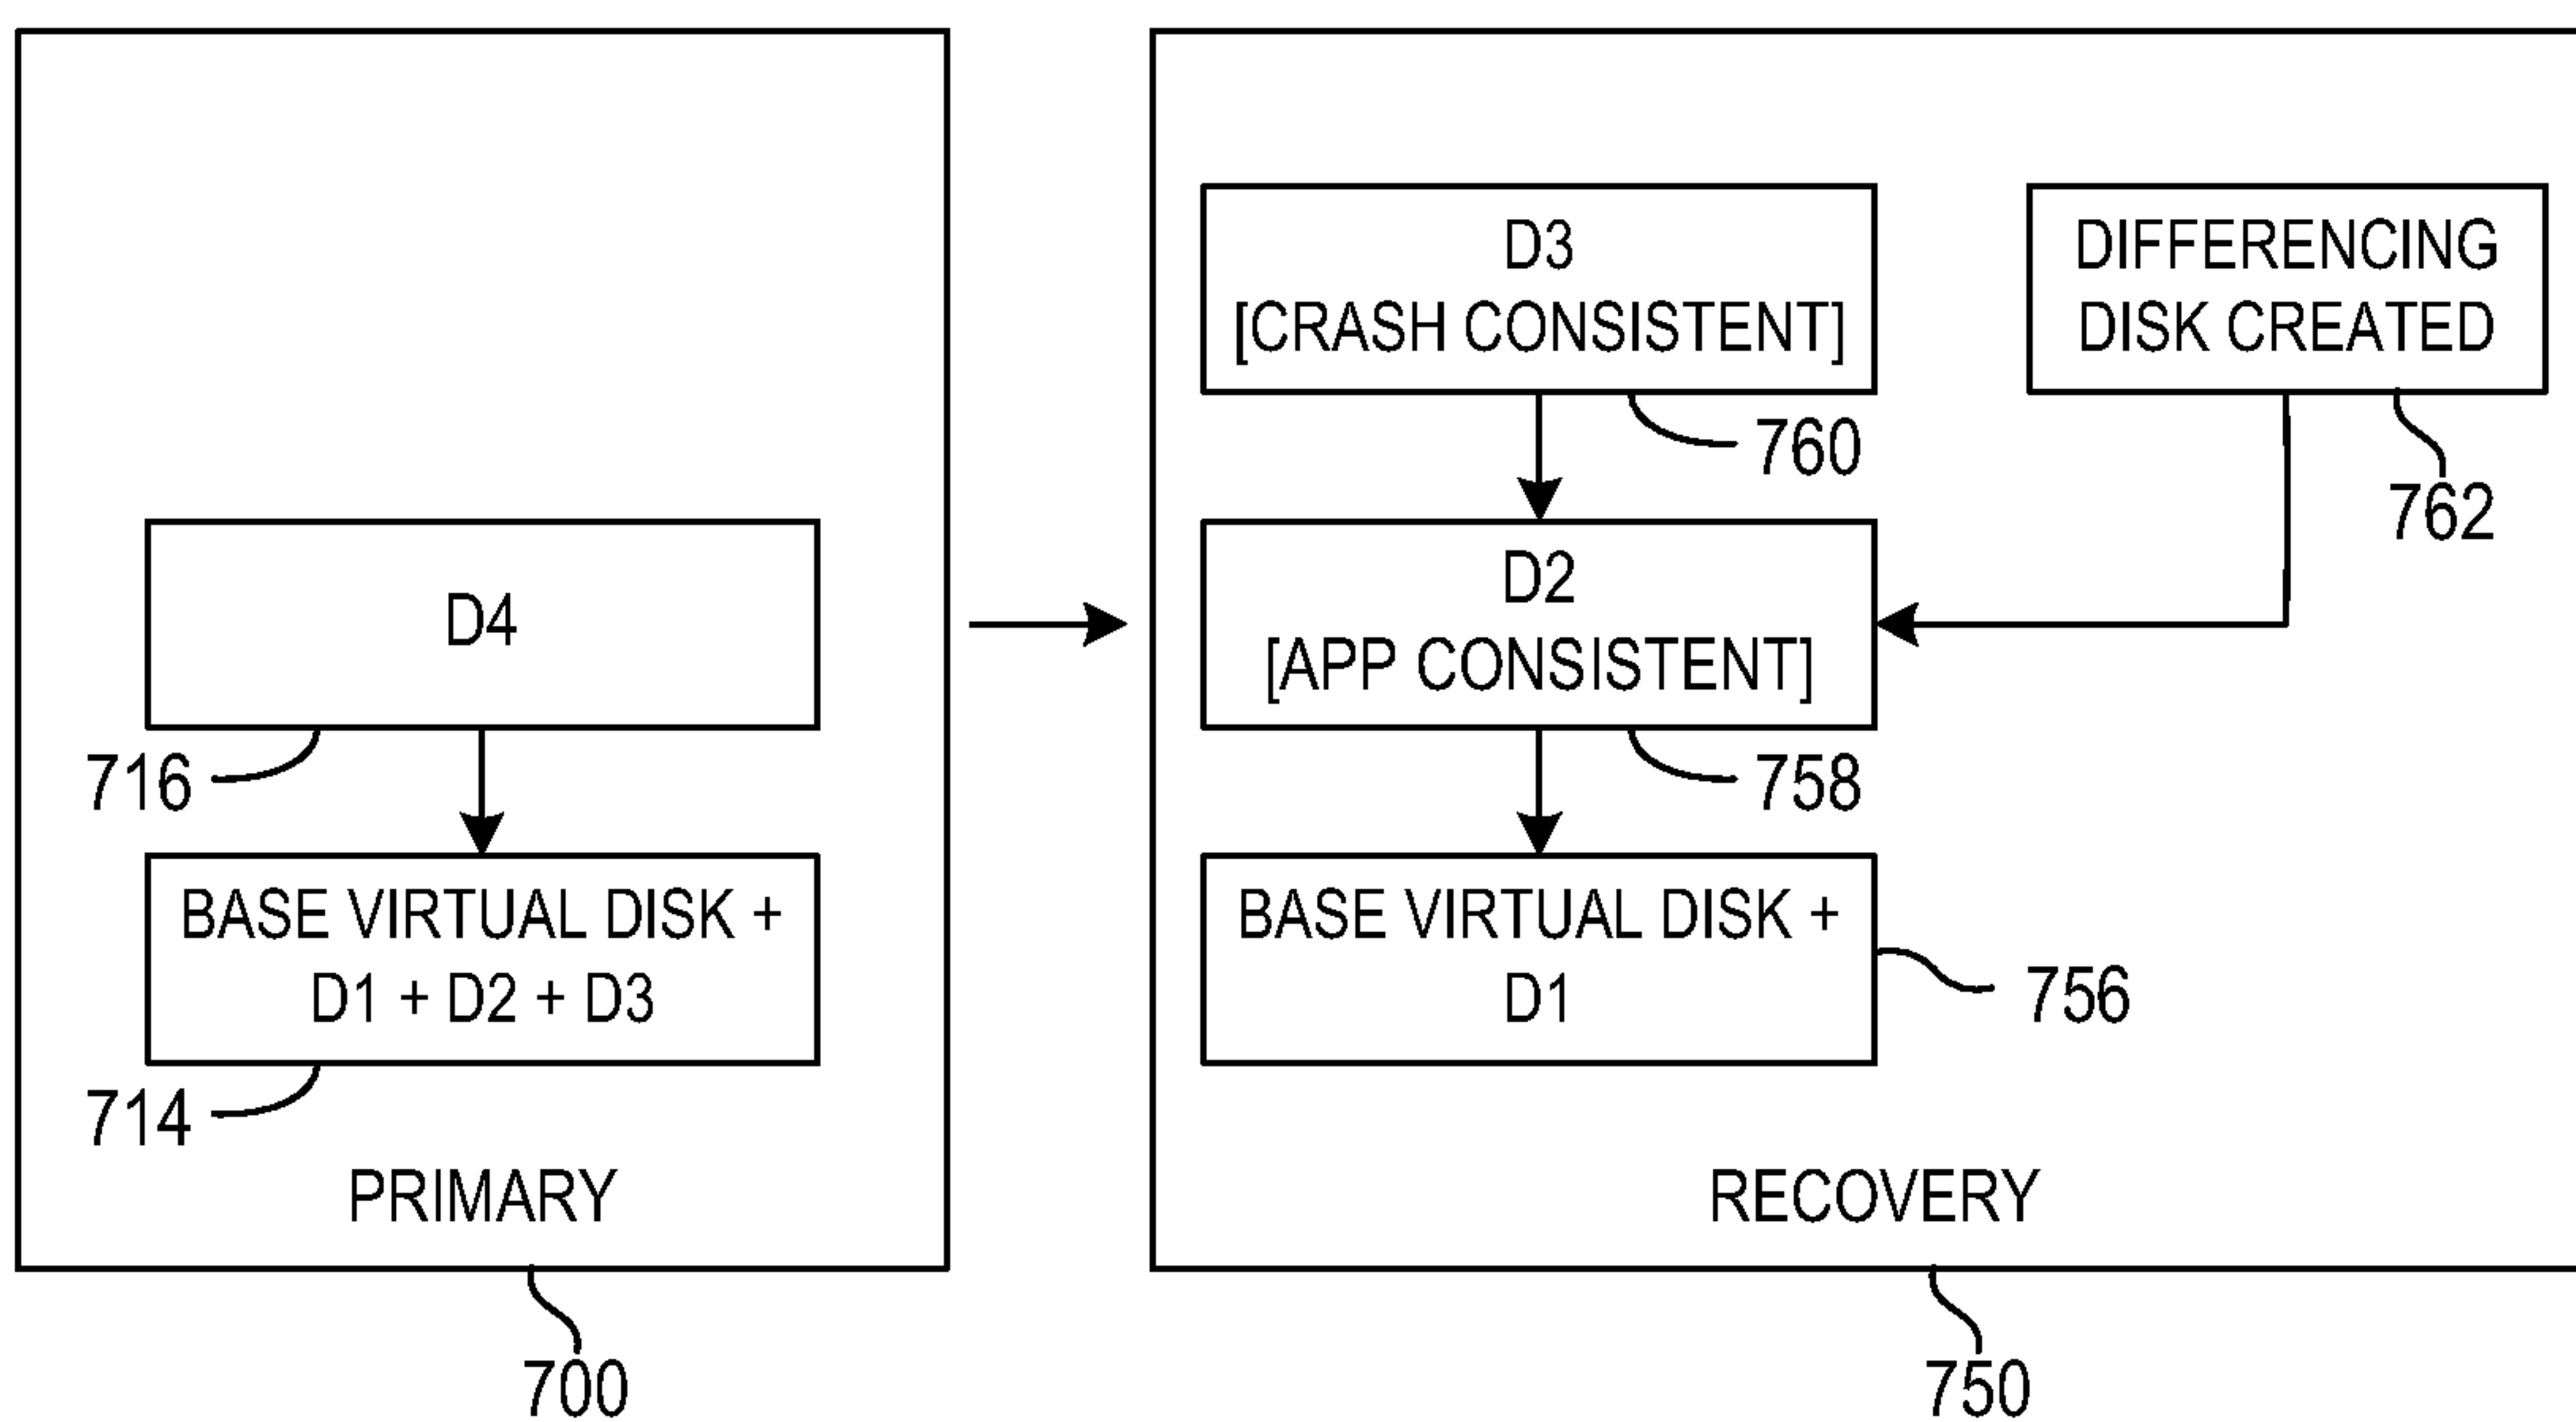 D4
716
BASE VIRTUAL DISK +
D1 + D2 + D3
714
PRIMARY
700
D3
[CRASH CONSISTENT]
760
DIFFERENCING
DISK CREATED
762
D2
[APP CONSISTENT]
758
BASE VIRTUAL DISK +
D1
756
RECOVERY
750